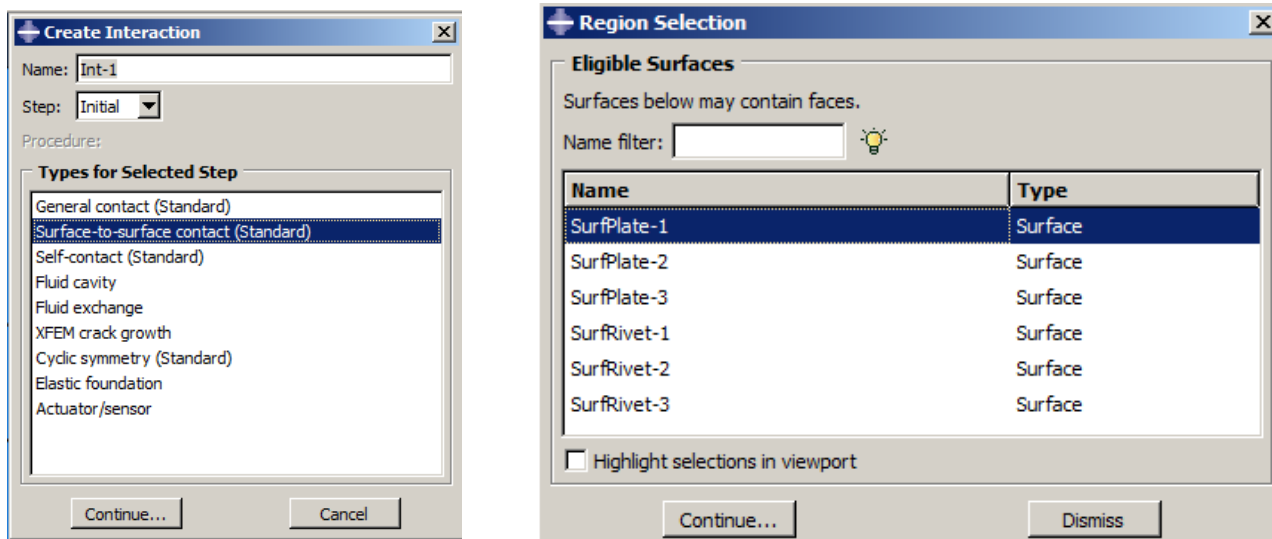 Create Interaction
Name: Int-1
Step: Initial
Procedure:
Types for Selected Step
General contact (Standard)
Surface-to-surface contact (Standard)
Self-contact (Standard)
Fluid cavity
Fluid exchange
XFEM crack growth
Cyclic symmetry (Standard)
Elastic foundation
Actuator/sensor
Continue... Cancel
Region Selection
Eligible Surfaces
Surfaces below may contain faces.
Name filter:
Name Type
SurfPlate-1 Surface
SurfPlate-2 Surface
SurfPlate-3 Surface
SurfRivet-1 Surface
SurfRivet-2 Surface
SurfRivet-3 Surface
Highlight selections in viewport
Continue... Dismiss